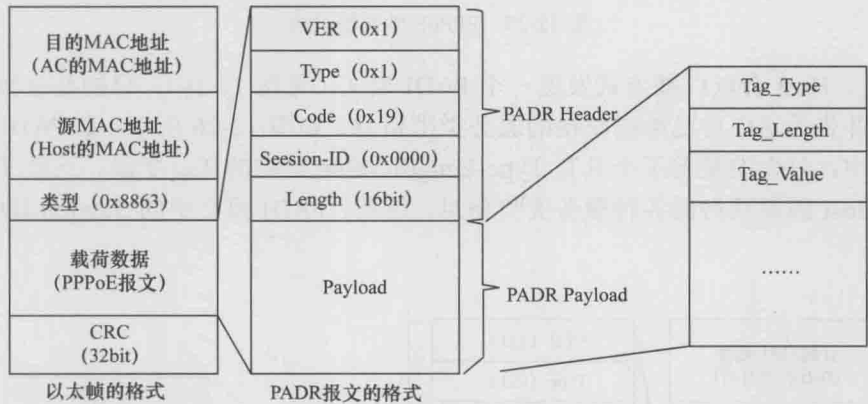 目的MAC地址
(AC的MAC地址)
源MAC地址
(Host的MAC地址)
类型 (0x8863)
载荷数据
(PPPoE报文)
CRC
(32bit)
以太帧的格式
VER (0x1)
Type (0x1)
Code (0x19)
Seesion-ID (0x0000)
Length (16bit)
Payload
PADR报文的格式
PADR Header
PADR Payload
Tag_Type
Tag_Length
Tag_Value
……